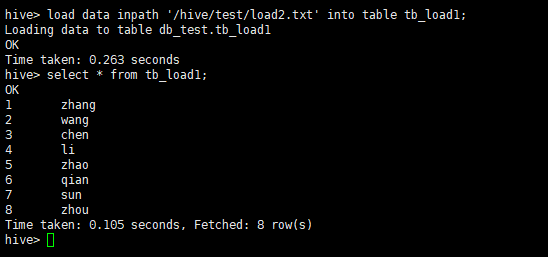 hive> load data inpath '/hive/test/load2.txt' into table tb_load1;
Loading data to table db_test.tb_load1
OK
Time taken: 0.263 seconds
hive> select * from tb_load1;
OK
1       zhang
2       wang
3       chen
4       li
5       zhao
6       qian
7       sun
8       zhou
Time taken: 0.105 seconds, Fetched: 8 row(s)
hive>